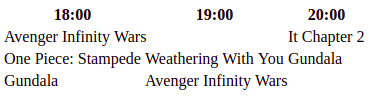 18:00 19:00 20:00
Avenger Infinity Wars It Chapter 2
One Piece: Stampede Weathering With You Gundala
Gundala Avenger Infinity Wars